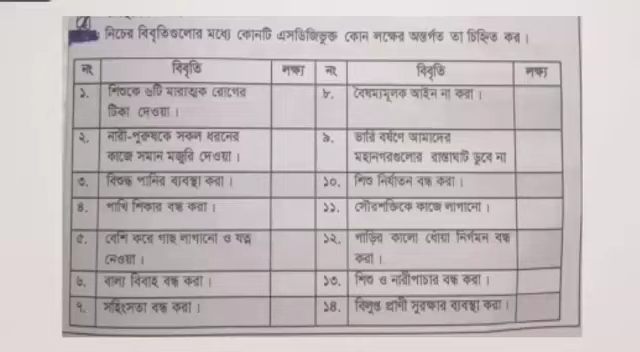 নিচের বিবৃতিগুলোর মধ্যে কোনটি এসডিজিভুক্ত কোন লক্ষের অন্তর্গত তা চিহ্নিত কর।
নং বিবৃতি লক্ষ্য নং বিবৃতি লক্ষ্য
১. শিশুকে ৬টি মারাত্মক রোগের টিকা দেওয়া।
৮. বৈষম্যমূলক আইন না করা।
২. নারী-পুরুষকে সকল ধরনের কাজে সমান মজুরি দেওয়া।
৯. ভারি বর্ষণে আমাদের মহানগরগুলোর রাস্তাঘাট ডুবে না
৩. বিশুদ্ধ পানির ব্যবস্থা করা।
১০. শিশু নির্যাতন বন্ধ করা।
৪. পাখি শিকার বন্ধ করা।
১১. সৌরশক্তিকে কাজে লাগানো।
৫. বেশি করে গাছ লাগানো ও যত্ন নেওয়া।
১২. গাড়ির কালো ধোঁয়া নির্গমন বন্ধ করা।
৬. বাল্য বিবাহ বন্ধ করা।
১৩. শিশু ও নারীপাচার বন্ধ করা।
৭. সহিংসতা বন্ধ করা।
১৪. বিলুপ্ত প্রাণী সুরক্ষার ব্যবস্থা করা।